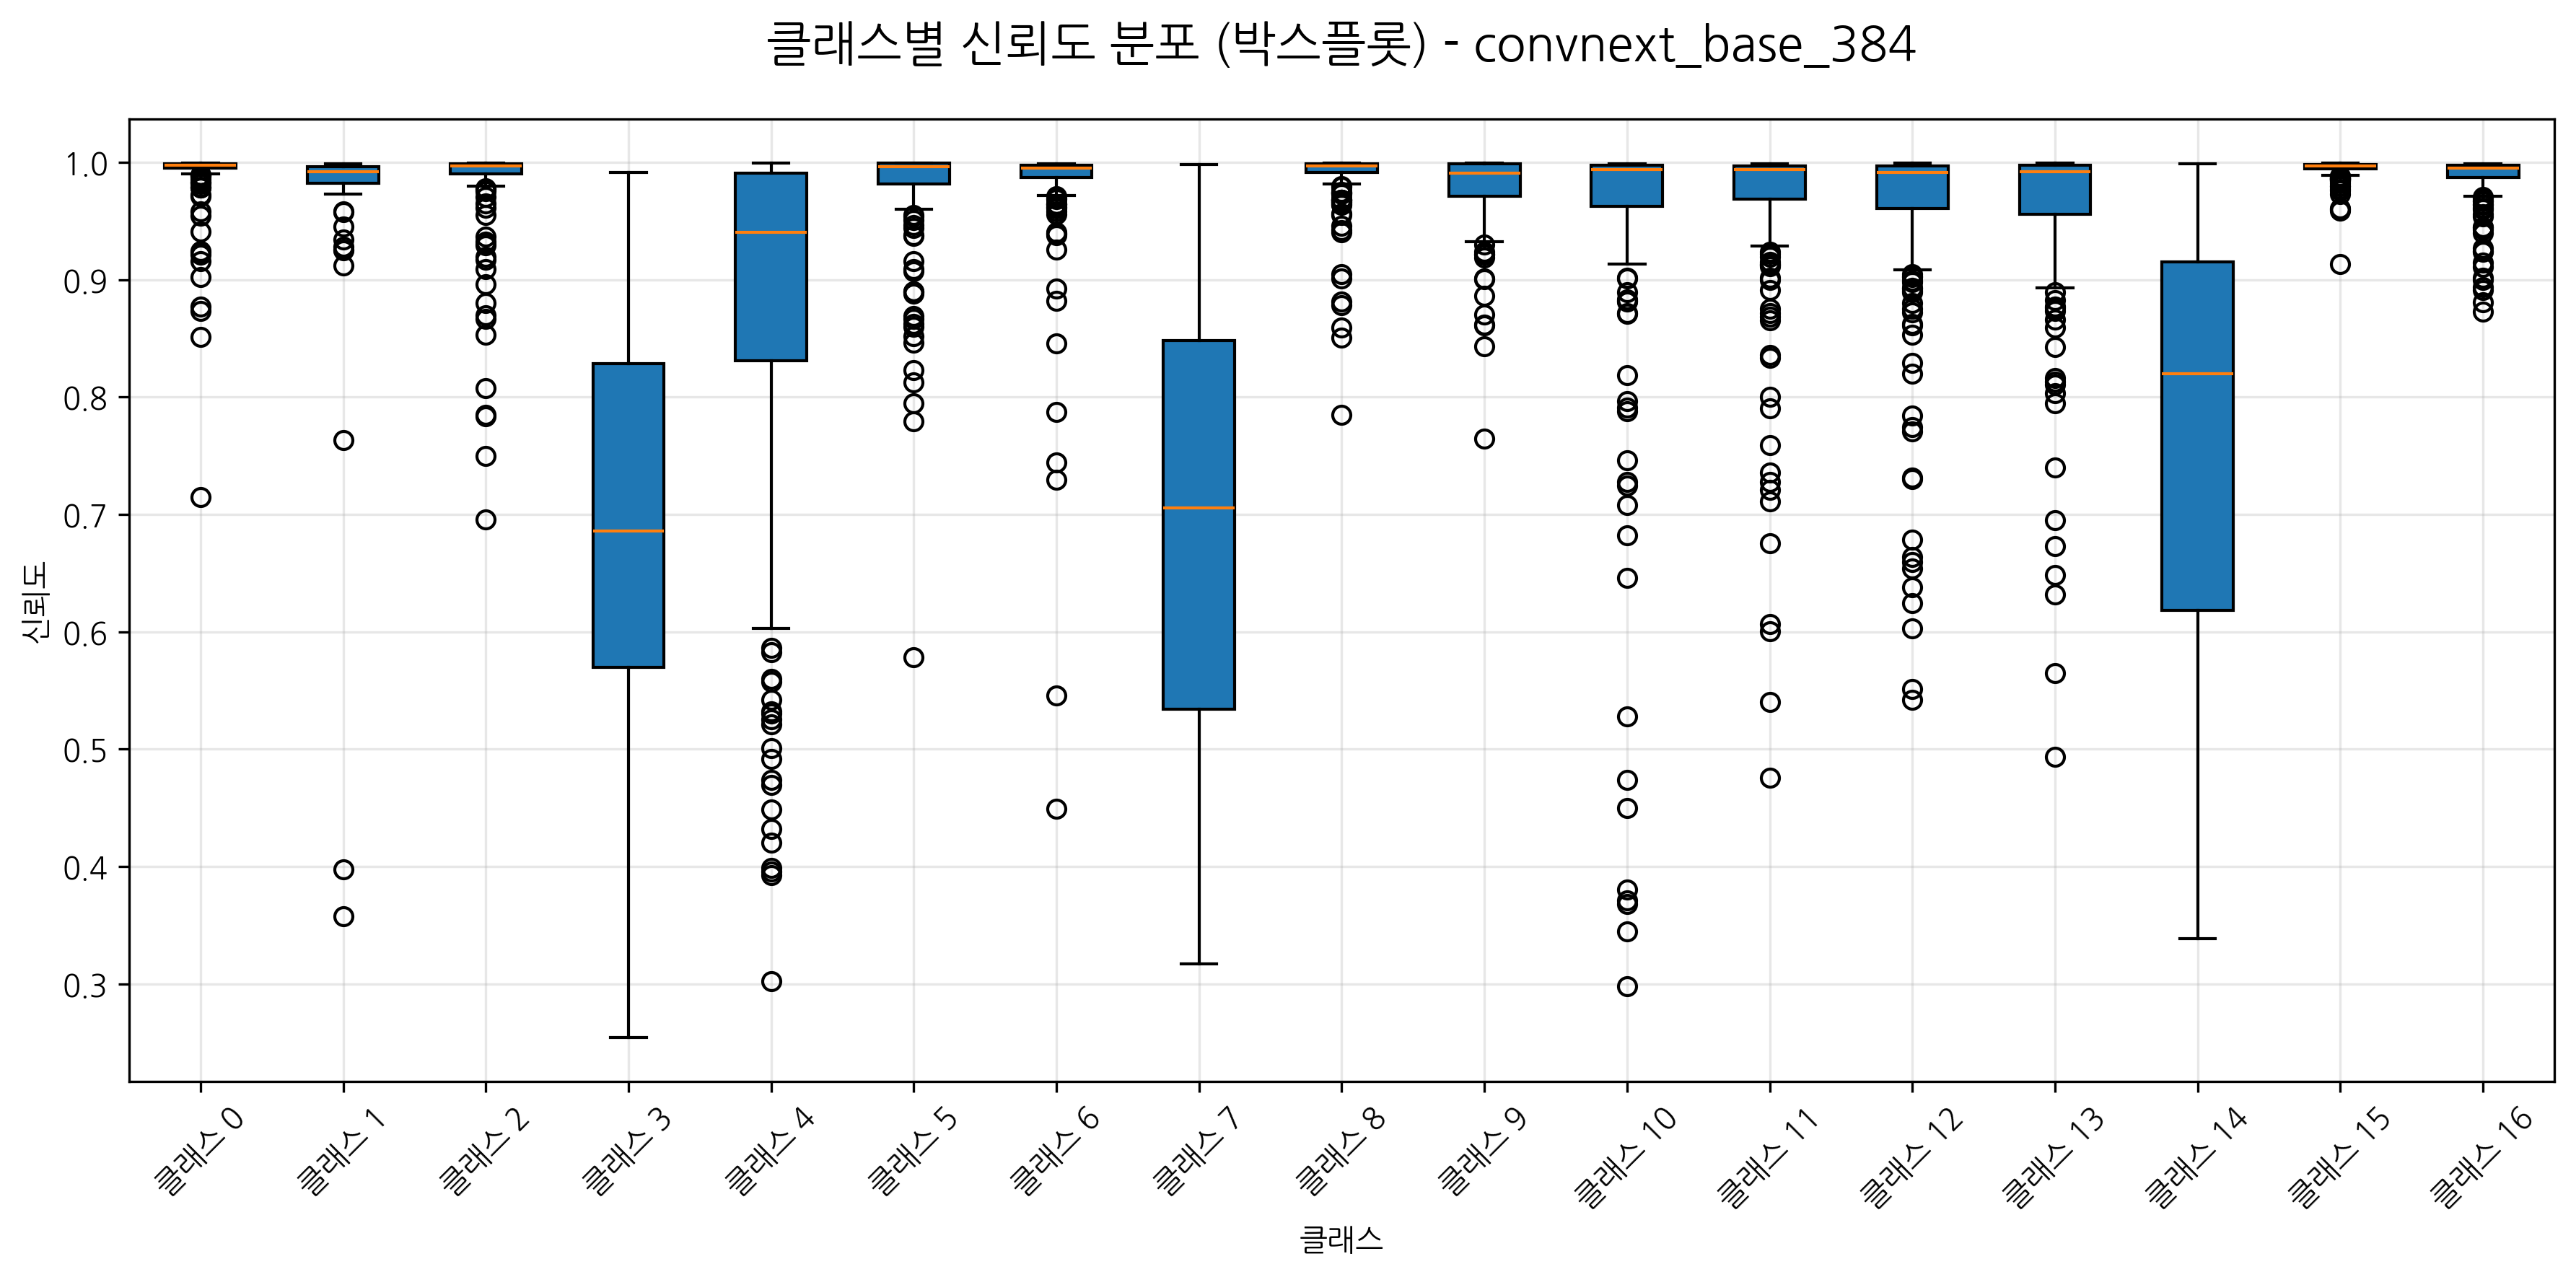 클래스별 신뢰도 분포 (박스플롯) - convnext_base_384
신뢰도
1.0
0.9
0.8
0.7
0.6
0.5
0.4
0.3
클래스 0
클래스 1
클래스 2
클래스 3
클래스 4
클래스 5
클래스 6
클래스 7
클래스 8
클래스 9
클래스 10
클래스 11
클래스 12
클래스 13
클래스 14
클래스 15
클래스 16
클래스